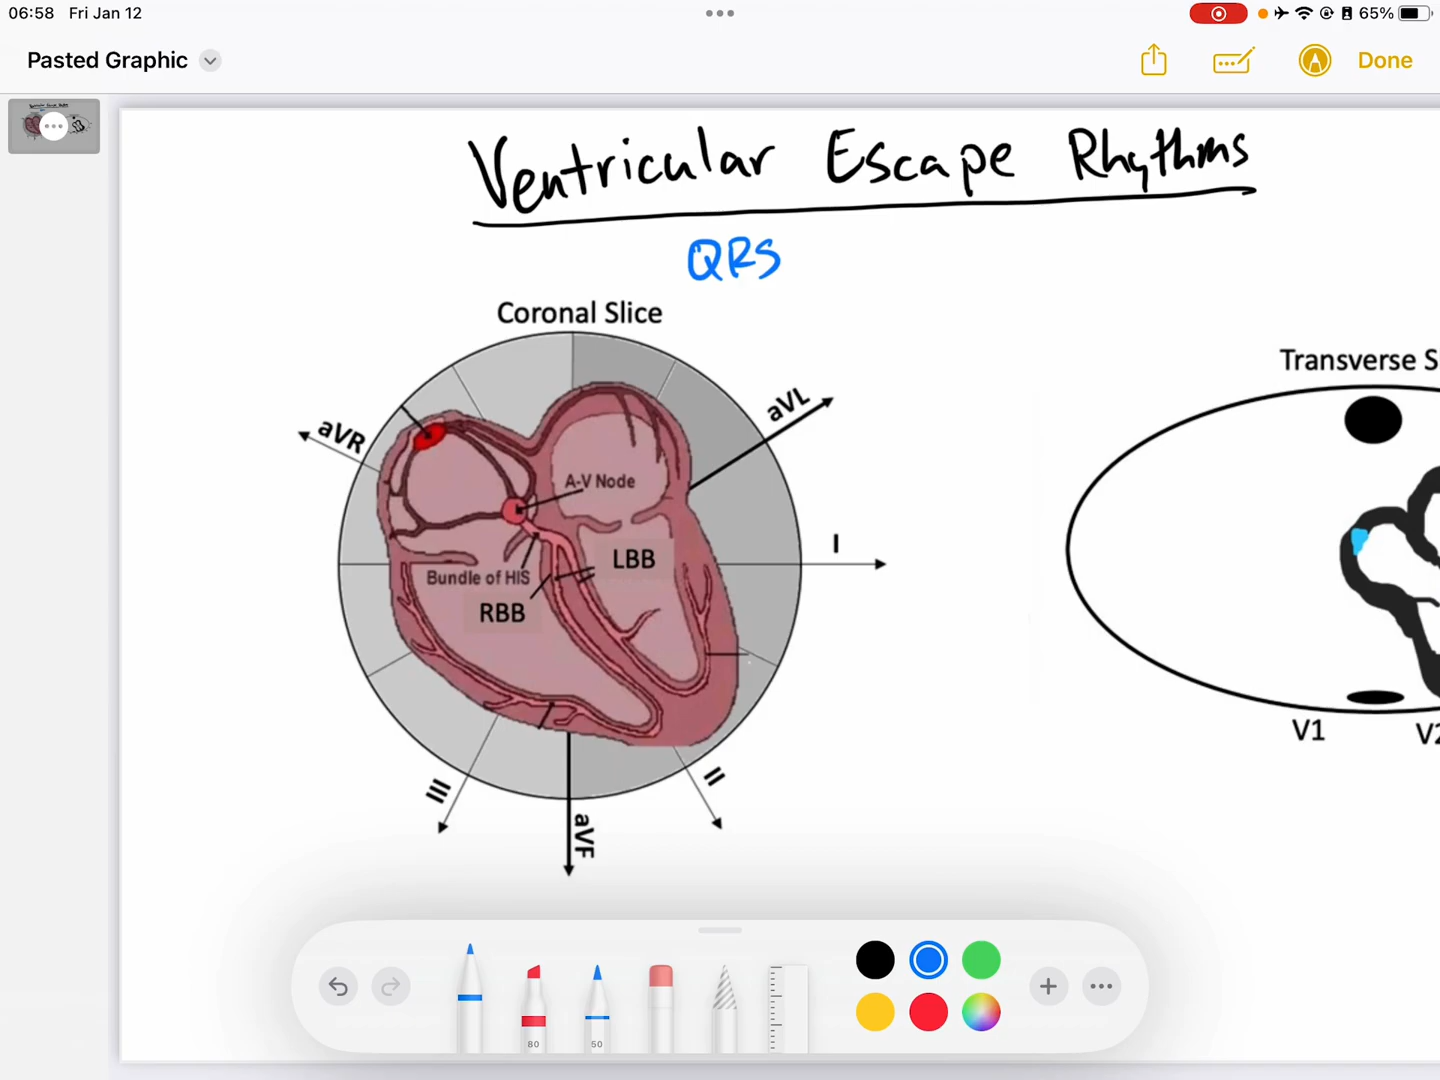 06:58 Fri Jan 12
65%
Pasted Graphic
Done
Ventricular Escape Rhythms
QRS
Coronal Slice
aVR
aVL
A-V Node
I
LBB
Bundle of HIS
RBB
III
aVF
II
Transverse S
V1
V2
80
50